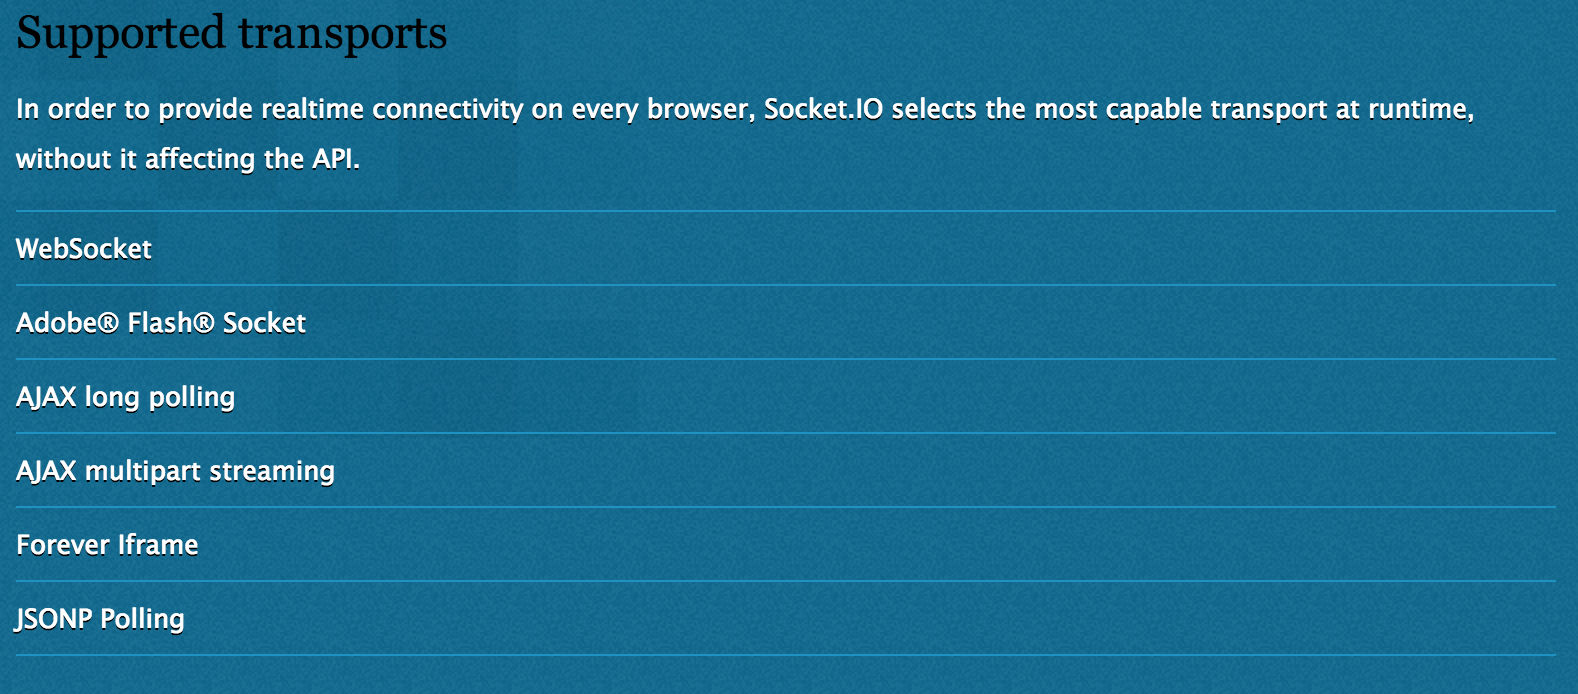 Supported transports
In order to provide realtime connectivity on every browser, Socket.IO selects the most capable transport at runtime,
without it affecting the API.
WebSocket
Adobe® Flash® Socket
AJAX long polling
AJAX multipart streaming
Forever Iframe
JSONP Polling